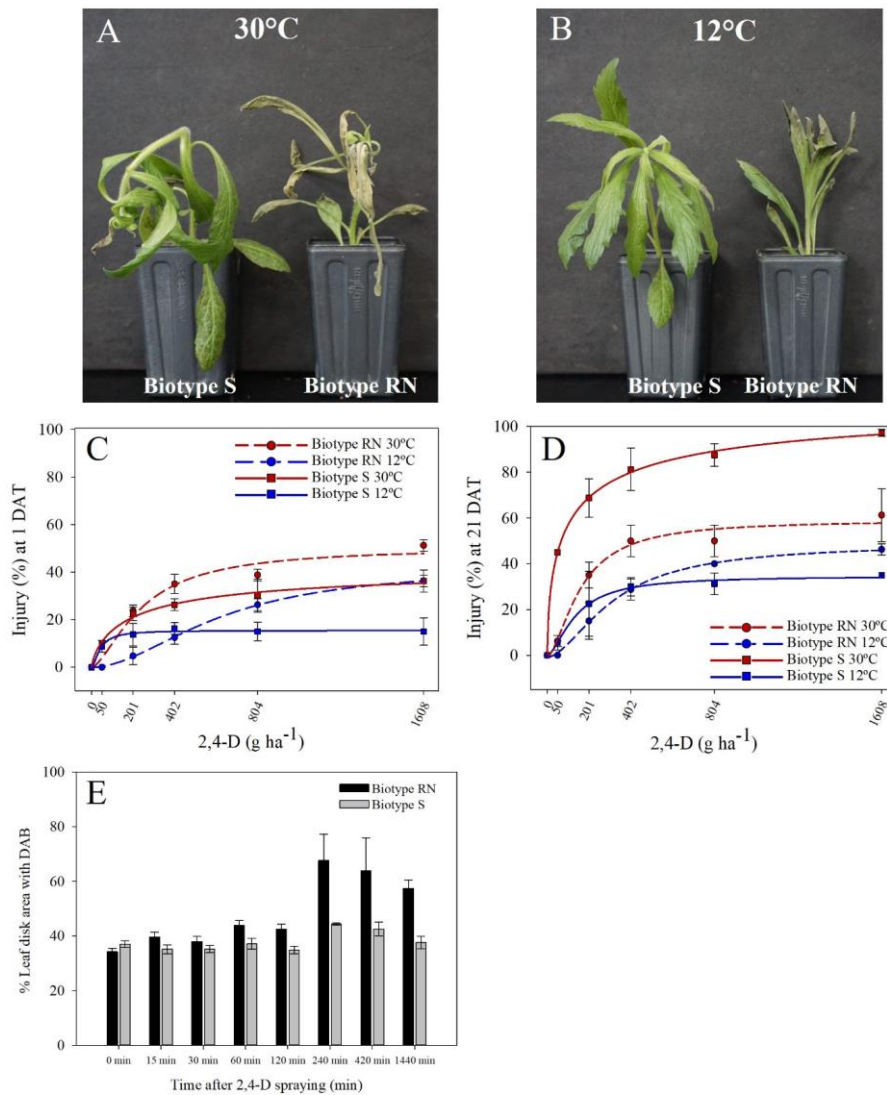 A
30°C
Biotype S
Biotype RN
B
12°C
Biotype S
Biotype RN
C
Injury (%) at 1 DAT
100
80
60
40
20
0
Biotype RN 30ºC
Biotype RN 12ºC
Biotype S 30ºC
Biotype S 12ºC
0
50
201
402
804
1608
2,4-D (g ha⁻¹)
D
Injury (%) at 21 DAT
100
80
60
40
20
0
Biotype RN 30ºC
Biotype RN 12ºC
Biotype S 30ºC
Biotype S 12ºC
0
50
201
402
804
1608
2,4-D (g ha⁻¹)
E
% Leaf disk area with DAB
100
80
60
40
20
0
Biotype RN
Biotype S
0 min
15 min
30 min
60 min
120 min
240 min
420 min
1440 min
Time after 2,4-D spraying (min)